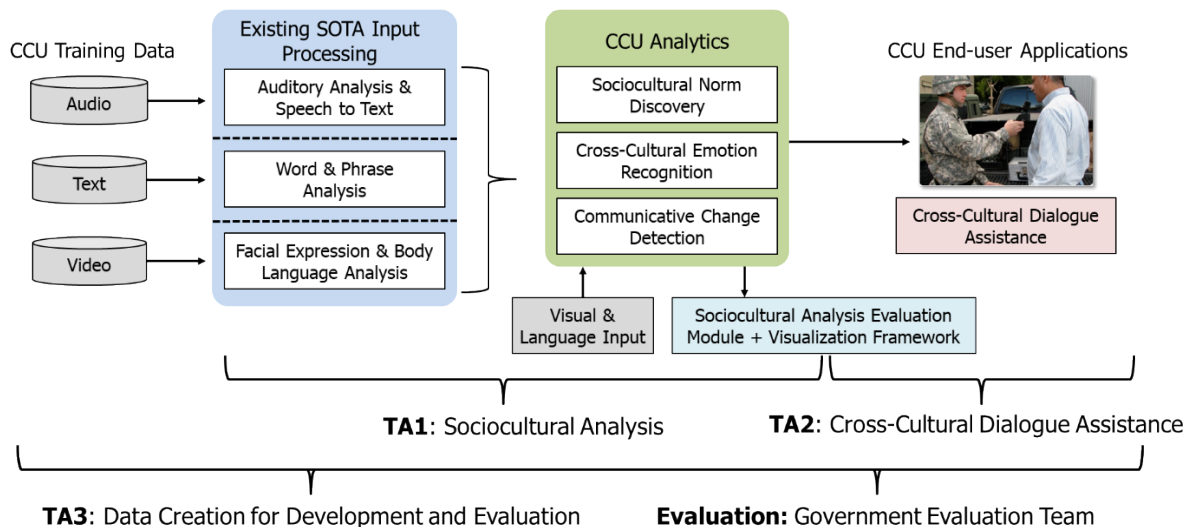 CCU Training Data
Audio
Text
Video
Existing SOTA Input
Processing
Auditory Analysis &
Speech to Text
Word & Phrase
Analysis
Facial Expression & Body
Language Analysis
CCU Analytics
Sociocultural Norm
Discovery
Cross-Cultural Emotion
Recognition
Communicative Change
Detection
Visual &
Language Input
Sociocultural Analysis Evaluation
Module + Visualization Framework
CCU End-user Applications
Cross-Cultural Dialogue
Assistance
TA1: Sociocultural Analysis
TA2: Cross-Cultural Dialogue Assistance
TA3: Data Creation for Development and Evaluation
Evaluation: Government Evaluation Team